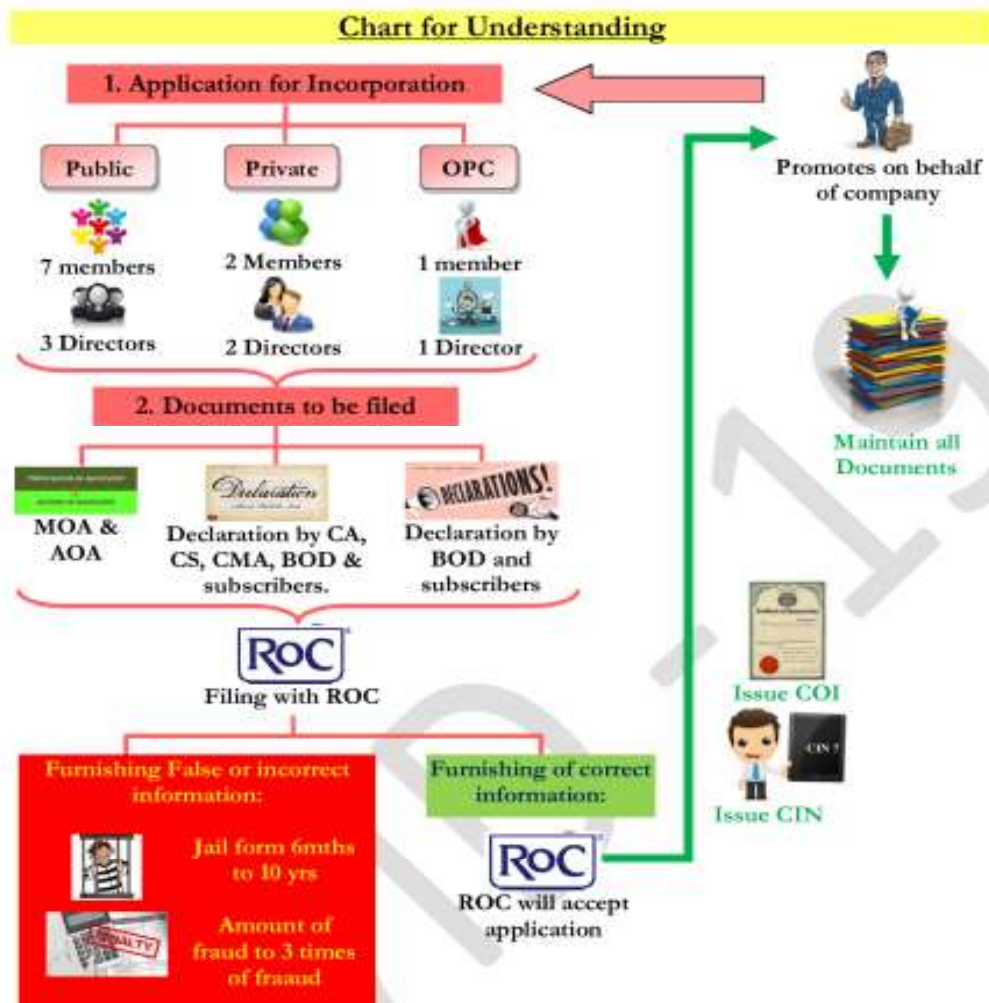 Chart for Understanding
1. Application for Incorporation
Public
Private
OPC
7 members
2 Members
1 member
3 Directors
2 Directors
1 Director
Promotes on behalf
of company
Maintain all
Documents
2. Documents to be filed
Declaration
DECLARATIONS!
MOA &
AOA
Declaration by CA,
CS, CMA, BOD &
subscribers.
Declaration by
BOD and
subscribers
ROC
Filing with ROC
Issue COI
CIN ?
Issue CIN
Furnishing False or incorrect
information:
Jail form 6mths
to 10 yrs
PENALTY
Amount of
fraud to 3 times
of fraaud
Furnishing of correct
information:
ROC
ROC will accept
application